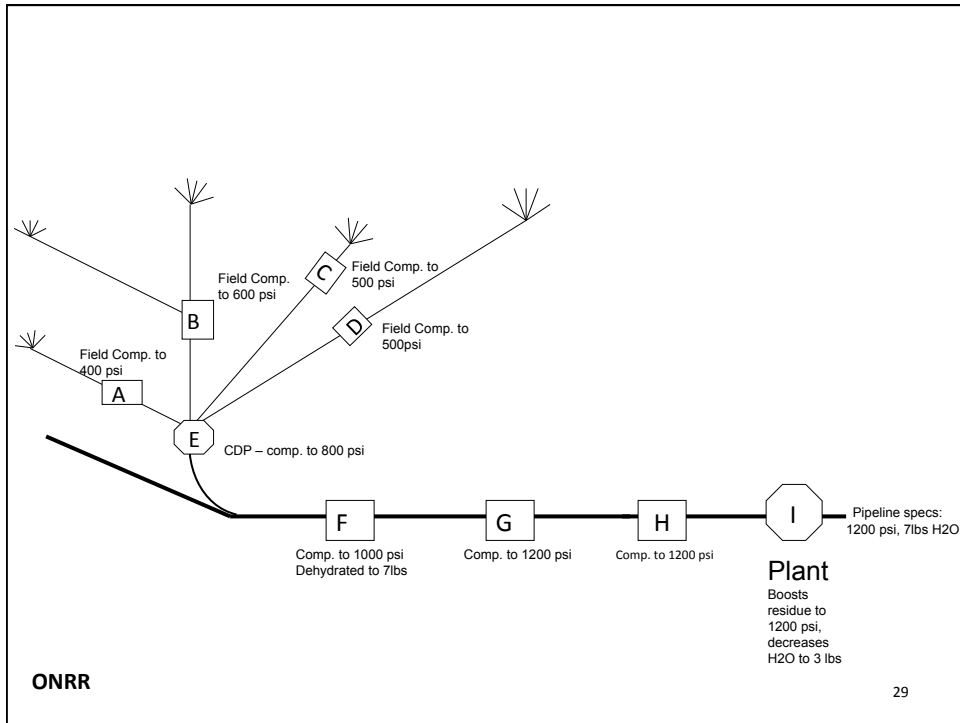 Field Comp.
to 600 psi
C
Field Comp. to
500 psi
B
D
Field Comp. to
500psi
Field Comp. to
400 psi
A
E
CDP – comp. to 800 psi
F
G
H
I
Pipeline specs:
1200 psi, 7lbs H2O
Comp. to 1000 psi
Dehydrated to 7lbs
Comp. to 1200 psi
Comp. to 1200 psi
Plant
Boosts
residue to
1200 psi,
decreases
H2O to 3 lbs
ONRR
29